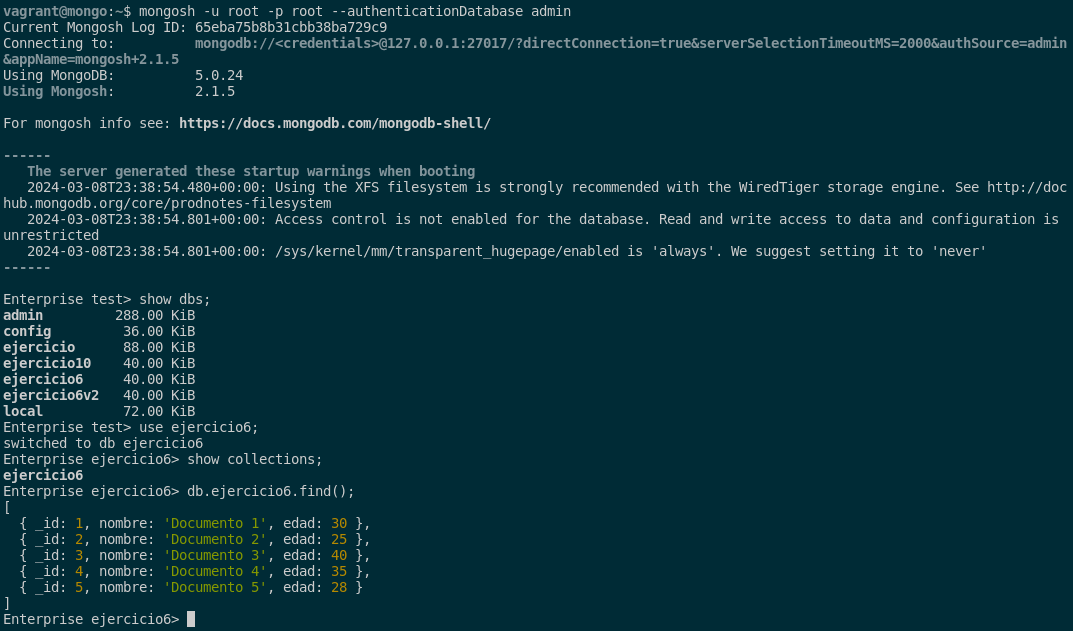 vagrant@mongo:~$ mongosh -u root -p root --authenticationDatabase admin
Current Mongosh Log ID: 65eba75b8b31cbb38ba729c9
Connecting to:          mongodb://<credentials>@127.0.0.1:27017/?directConnection=true&serverSelectionTimeoutMS=2000&authSource=admin
&appName=mongosh+2.1.5
Using MongoDB:          5.0.24
Using Mongosh:          2.1.5
For mongosh info see: https://docs.mongodb.com/mongodb-shell/
------
   The server generated these startup warnings when booting
   2024-03-08T23:38:54.480+00:00: Using the XFS filesystem is strongly recommended with the WiredTiger storage engine. See http://doc
hub.mongodb.org/core/prodnotes-filesystem
   2024-03-08T23:38:54.801+00:00: Access control is not enabled for the database. Read and write access to data and configuration is
unrestricted
   2024-03-08T23:38:54.801+00:00: /sys/kernel/mm/transparent_hugepage/enabled is 'always'. We suggest setting it to 'never'
------
Enterprise test> show dbs;
admin         288.00 KiB
config         36.00 KiB
ejercicio      88.00 KiB
ejercicio10    40.00 KiB
ejercicio6     40.00 KiB
ejercicio6v2   40.00 KiB
local          72.00 KiB
Enterprise test> use ejercicio6;
switched to db ejercicio6
Enterprise ejercicio6> show collections;
ejercicio6
Enterprise ejercicio6> db.ejercicio6.find();
[
  { _id: 1, nombre: 'Documento 1', edad: 30 },
  { _id: 2, nombre: 'Documento 2', edad: 25 },
  { _id: 3, nombre: 'Documento 3', edad: 40 },
  { _id: 4, nombre: 'Documento 4', edad: 35 },
  { _id: 5, nombre: 'Documento 5', edad: 28 }
]
Enterprise ejercicio6>